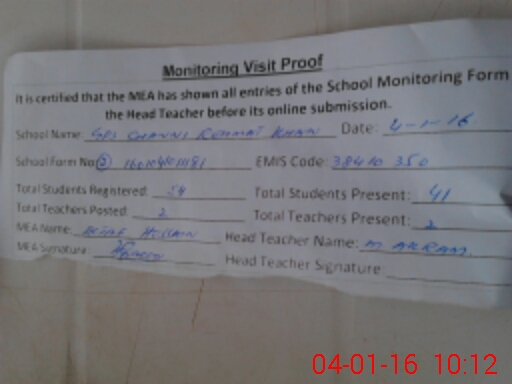 Monitoring Visit Proof
It is certified that the MEA has shown all entries of the School Monitoring Form
the Head Teacher before its online submission.
School Name: GPS CHANNI Date: 4-1-16
School Form No EMIS Code: 38410350
Total Students Registered: Total Students Present: 41
Total Teachers Posted: 2 Total Teachers Present: 2
MEA Name: Head Teacher Name: M AKRAM
MEA Signature: Head Teacher Signature:
04-01-16 10:12